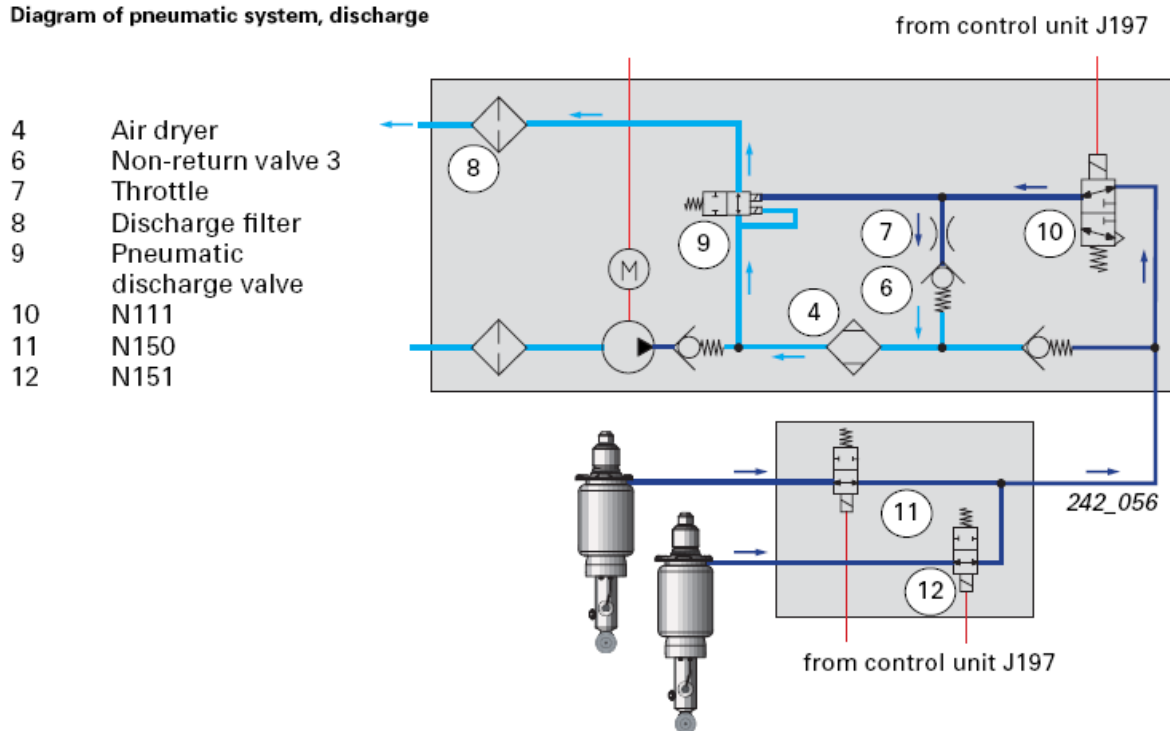 Diagram of pneumatic system, discharge
from control unit J197
4 Air dryer
6 Non-return valve 3
7 Throttle
8 Discharge filter
9 Pneumatic
discharge valve
10 N111
11 N150
12 N151
8
9
7
10
M
6
4
242_056
11
12
from control unit J197